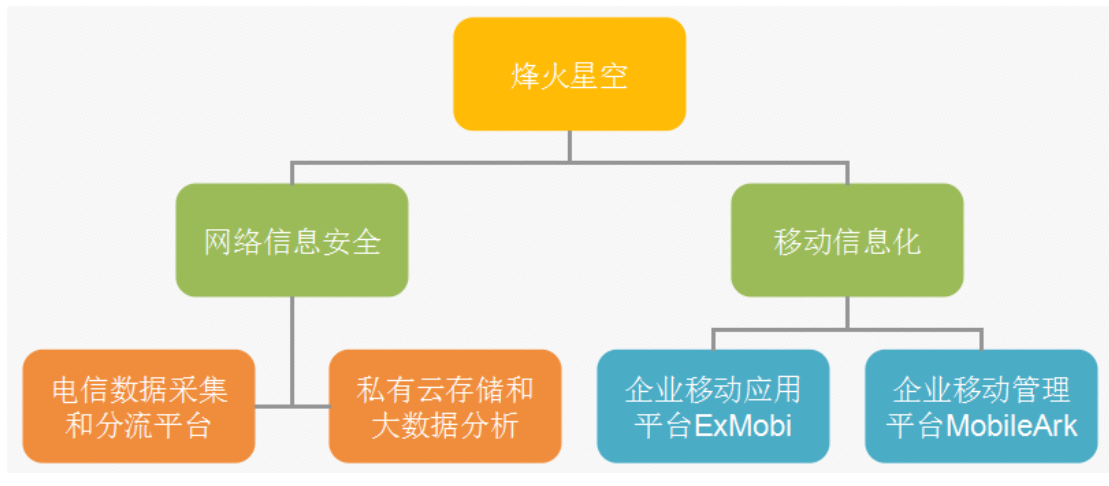 烽火星空
网络信息安全
移动信息化
电信数据采集
和分流平台
私有云存储和
大数据分析
企业移动应用
平台ExMobi
企业移动管理
平台MobileArk